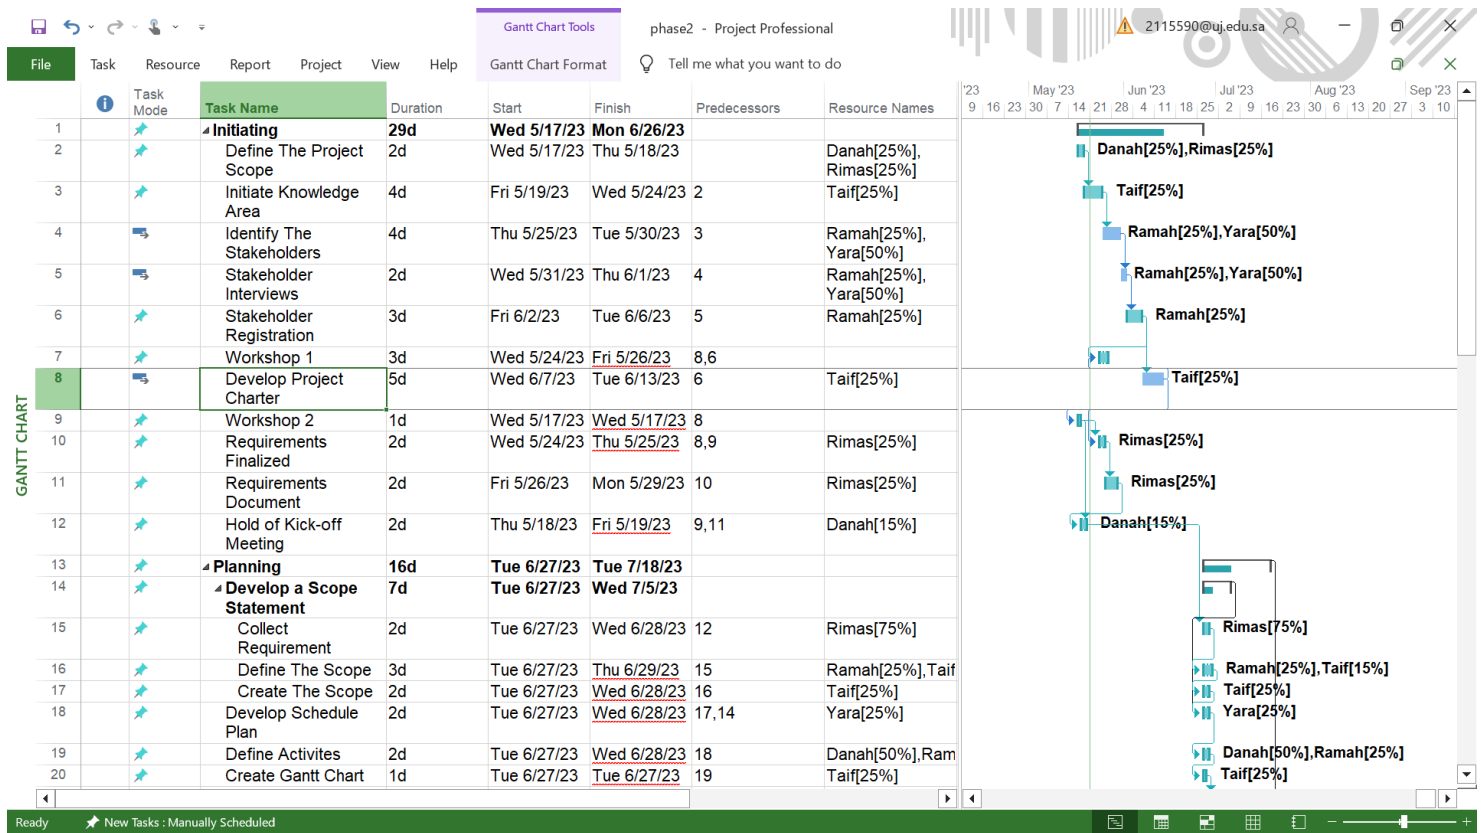 Gantt Chart Tools
phase2 - Project Professional
2115590@uj.edu.sa
File Task Resource Report Project View Help Gantt Chart Format Tell me what you want to do
Task Mode Task Name Duration Start Finish Predecessors Resource Names
'23 May '23 Jun '23 Jul '23 Aug '23 Sep '23
9 16 23 30 7 14 21 28 4 11 18 25 2 9 16 23 30 6 13 20 27 3 10
GANTT CHART
1 Initiating 29d Wed 5/17/23 Mon 6/26/23
2 Define The Project 2d Wed 5/17/23 Thu 5/18/23 Danah[25%], Danah[25%],Rimas[25%]
Scope Rimas[25%]
3 Initiate Knowledge 4d Fri 5/19/23 Wed 5/24/23 2 Taif[25%] Taif[25%]
Area
4 Identify The 4d Thu 5/25/23 Tue 5/30/23 3 Ramah[25%], Ramah[25%],Yara[50%]
Stakeholders Yara[50%]
5 Stakeholder 2d Wed 5/31/23 Thu 6/1/23 4 Ramah[25%], Ramah[25%],Yara[50%]
Interviews Yara[50%]
6 Stakeholder 3d Fri 6/2/23 Tue 6/6/23 5 Ramah[25%] Ramah[25%]
Registration
7 Workshop 1 3d Wed 5/24/23 Fri 5/26/23 8,6
8 Develop Project 5d Wed 6/7/23 Tue 6/13/23 6 Taif[25%] Taif[25%]
Charter
9 Workshop 2 1d Wed 5/17/23 Wed 5/17/23 8
10 Requirements 2d Wed 5/24/23 Thu 5/25/23 8,9 Rimas[25%] Rimas[25%]
Finalized
11 Requirements 2d Fri 5/26/23 Mon 5/29/23 10 Rimas[25%] Rimas[25%]
Document
12 Hold of Kick-off 2d Thu 5/18/23 Fri 5/19/23 9,11 Danah[15%] Danah[15%]
Meeting
13 Planning 16d Tue 6/27/23 Tue 7/18/23
14 Develop a Scope 7d Tue 6/27/23 Wed 7/5/23
Statement
15 Collect 2d Tue 6/27/23 Wed 6/28/23 12 Rimas[75%] Rimas[75%]
Requirement
16 Define The Scope 3d Tue 6/27/23 Thu 6/29/23 15 Ramah[25%],Taif Ramah[25%],Taif[15%]
17 Create The Scope 2d Tue 6/27/23 Wed 6/28/23 16 Taif[25%] Taif[25%]
18 Develop Schedule 2d Tue 6/27/23 Wed 6/28/23 17,14 Yara[25%] Yara[25%]
Plan
19 Define Activites 2d Tue 6/27/23 Wed 6/28/23 18 Danah[50%],Ram Danah[50%],Ramah[25%]
20 Create Gantt Chart 1d Tue 6/27/23 Tue 6/27/23 19 Taif[25%] Taif[25%]
Ready New Tasks : Manually Scheduled